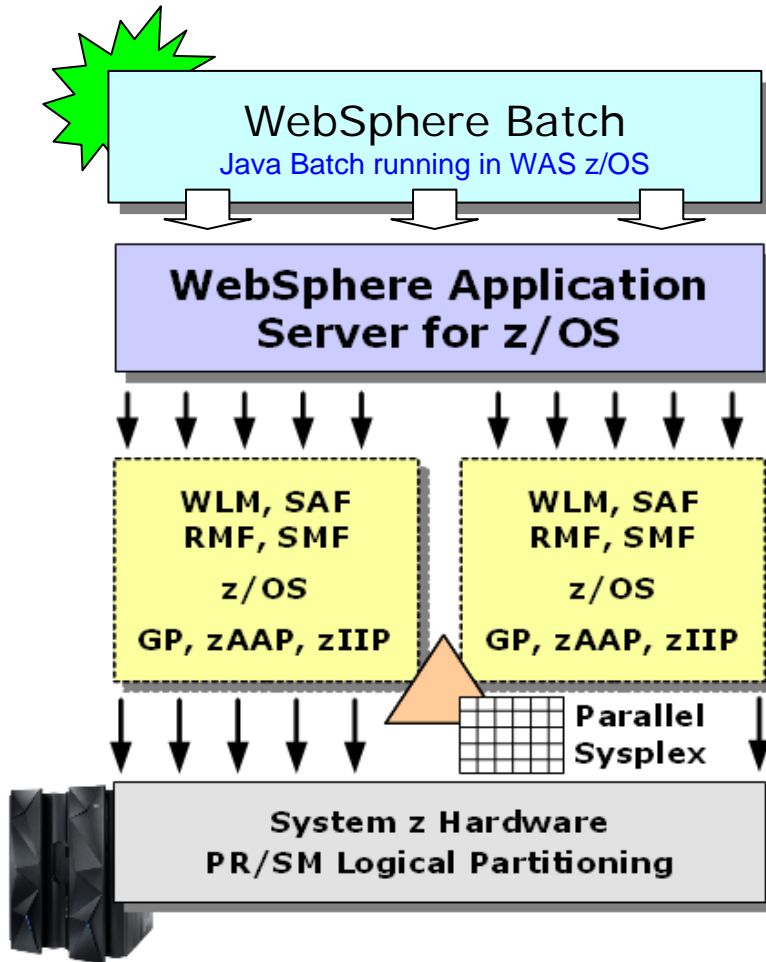 WebSphere Batch
Java Batch running in WAS z/OS
WebSphere Application
Server for z/OS
WLM, SAF
RMF, SMF
z/OS
GP, zAAP, zIIP
WLM, SAF
RMF, SMF
z/OS
GP, zAAP, zIIP
Parallel
Sysplex
System z Hardware
PR/SM Logical Partitioning